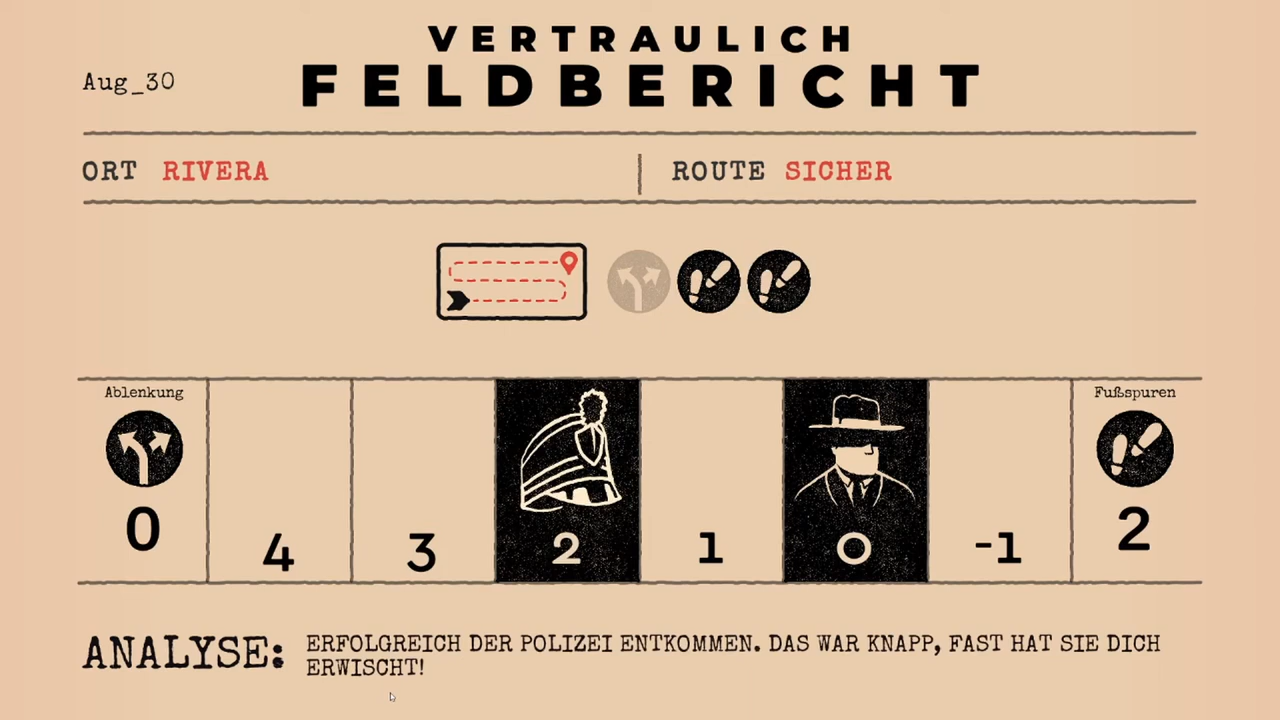 VERTRAULICH
Aug_30
FELDBERICHT
ORT RIVERA
ROUTE SICHER
Ablenkung
0
4
3
2
1
0
-1
Fußspuren
2
ANALYSE:
ERFOLGREICH DER POLIZEI ENTKOMMEN. DAS WAR KNAPP, FAST HAT SIE DICH
ERWISCHT!